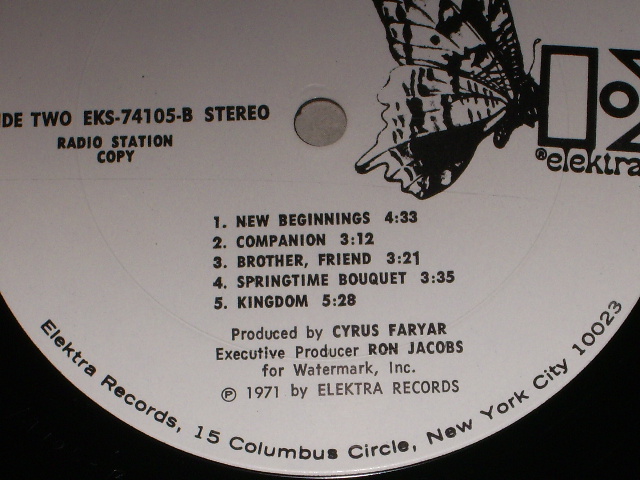 DE TWO EKS-74105-B STEREO
RADIO STATION
COPY
®elektra
1. NEW BEGINNINGS 4:33
2. COMPANION 3:12
3. BROTHER, FRIEND 3:21
4. SPRINGTIME BOUQUET 3:35
5. KINGDOM 5:28
Produced by CYRUS FARYAR
Executive Producer RON JACOBS
for Watermark, Inc.
℗ 1971 by ELEKTRA RECORDS
Elektra Records, 15 Columbus Circle, New York City 10023